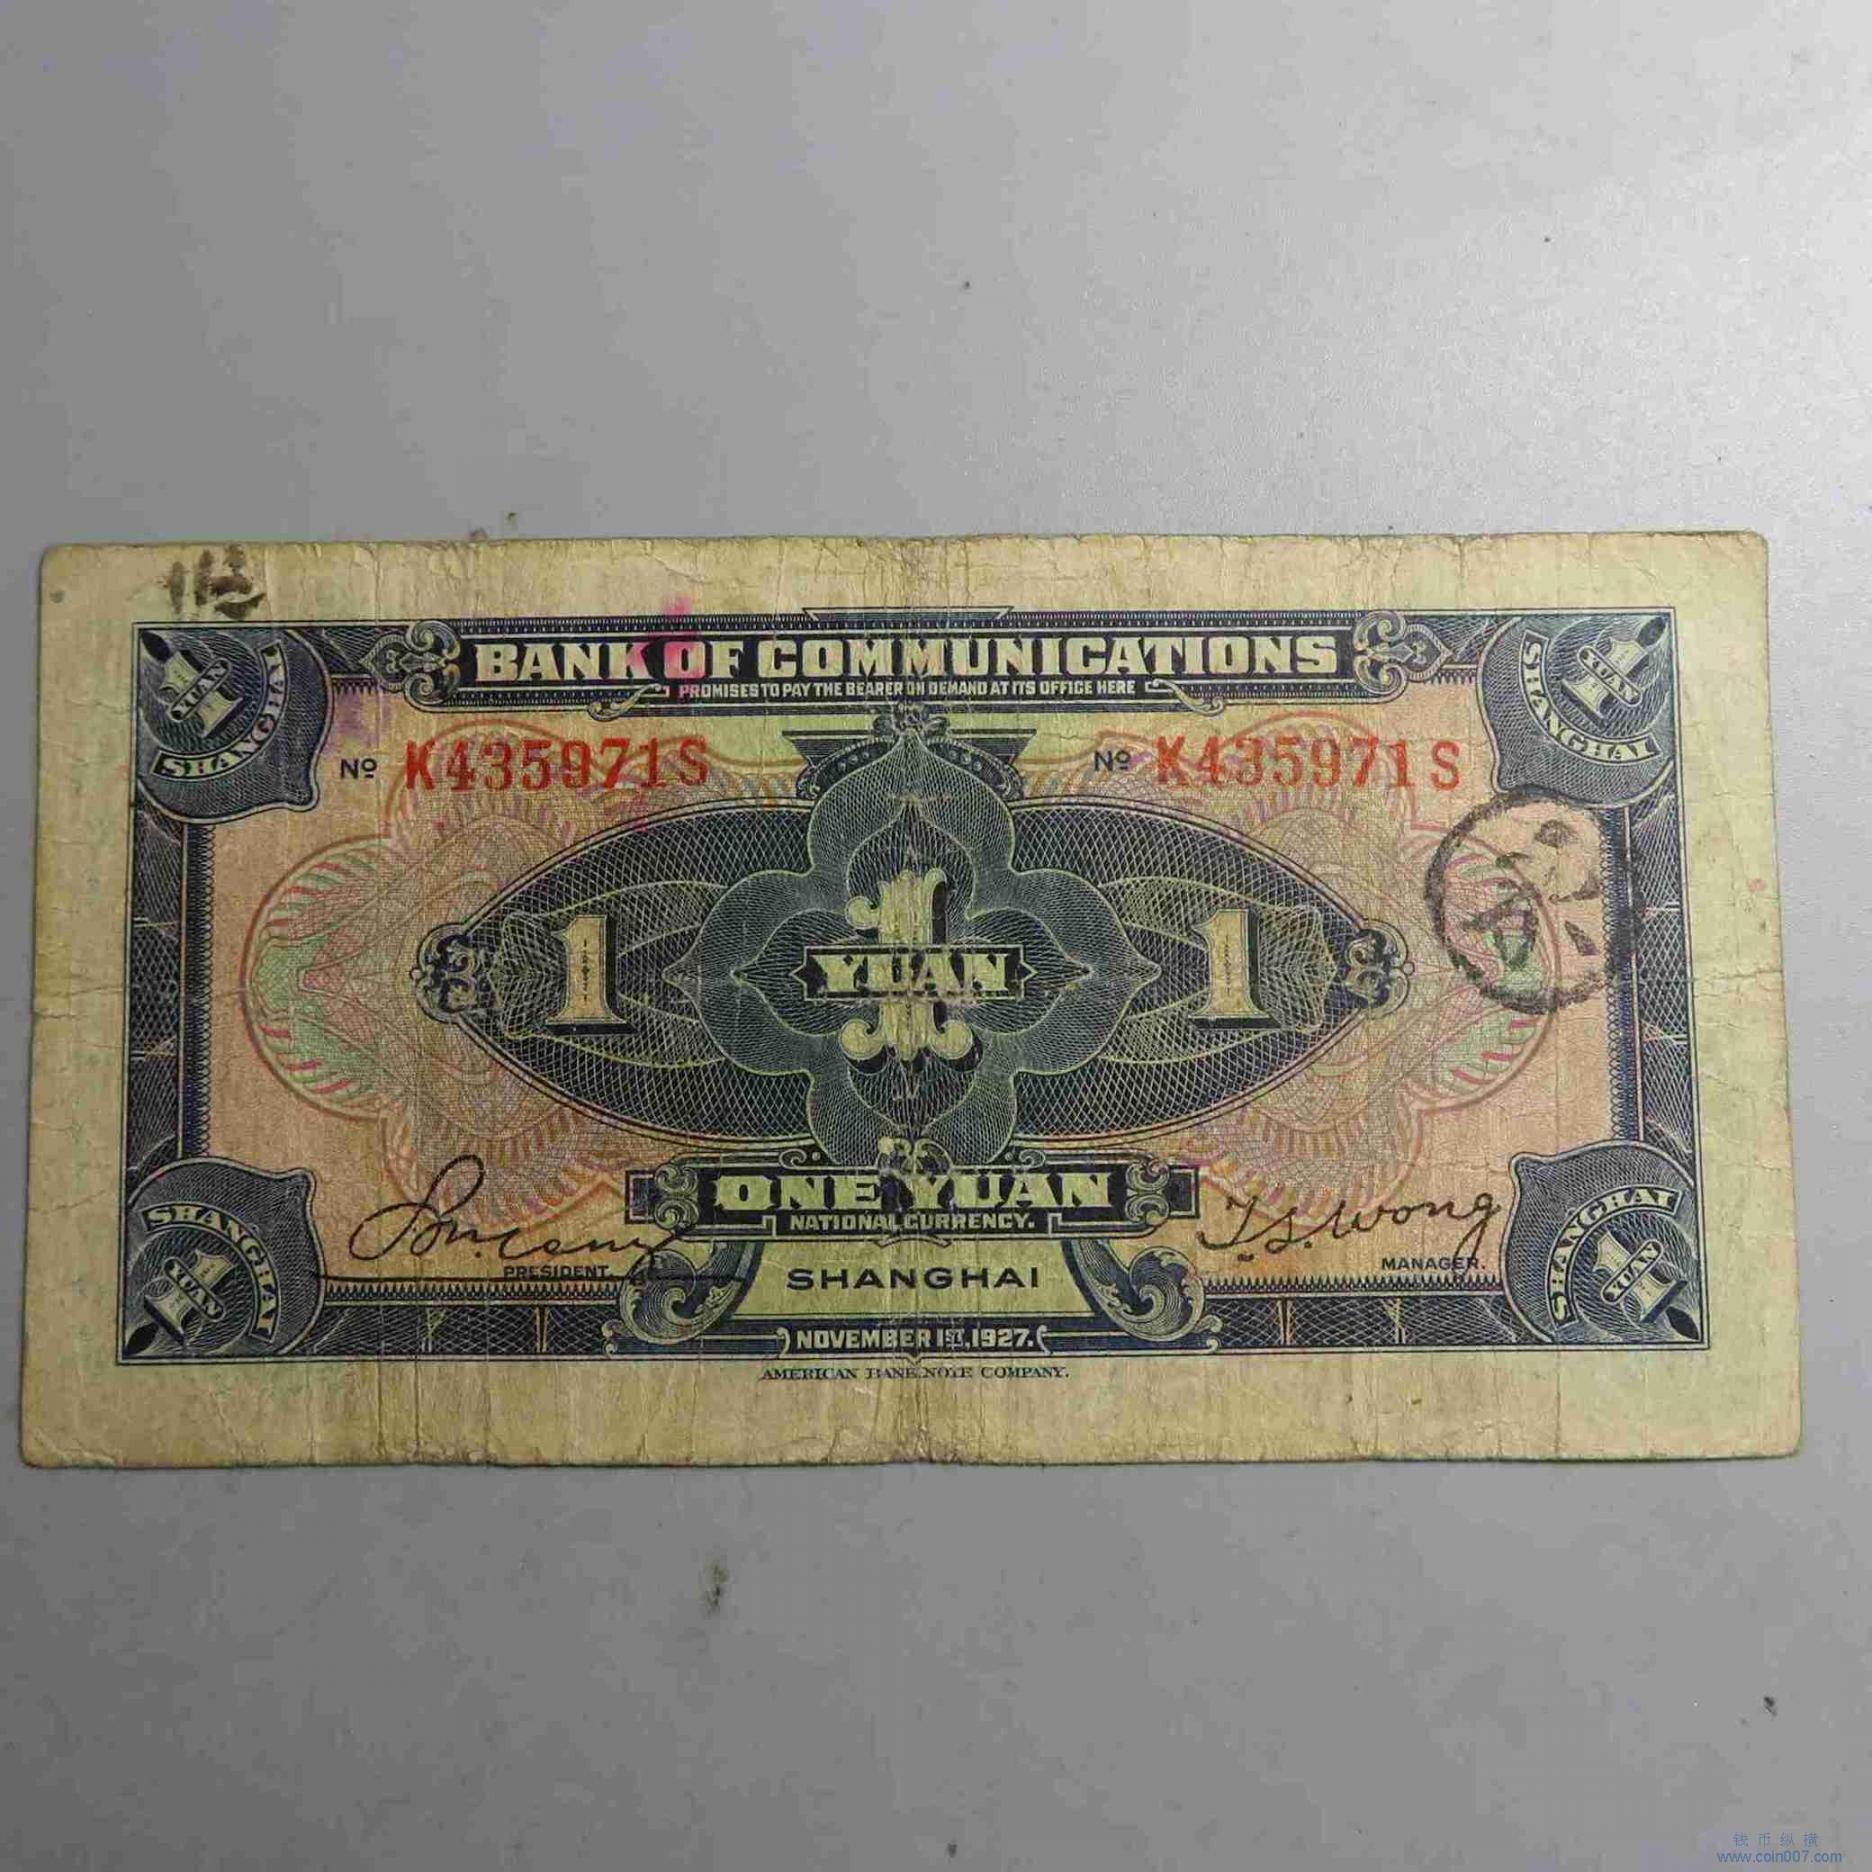 SHANGHAI
1
YUAN
BANK OF COMMUNICATIONS
PROMISES TO PAY THE BEARER ON DEMAND AT ITS OFFICE HERE
SHANGHAI
1
YUAN
No K435971S
No K435971S
1
1
YUAN
1
ONE YUAN
NATIONAL CURRENCY.
PRESIDENT.
T.S. Wong
MANAGER.
SHANGHAI
1
YUAN
SHANGHAI
SHANGHAI
1
YUAN
NOVEMBER 1ST, 1927.
AMERICAN BANK NOTE COMPANY.
钱币纵横
www.coin007.com